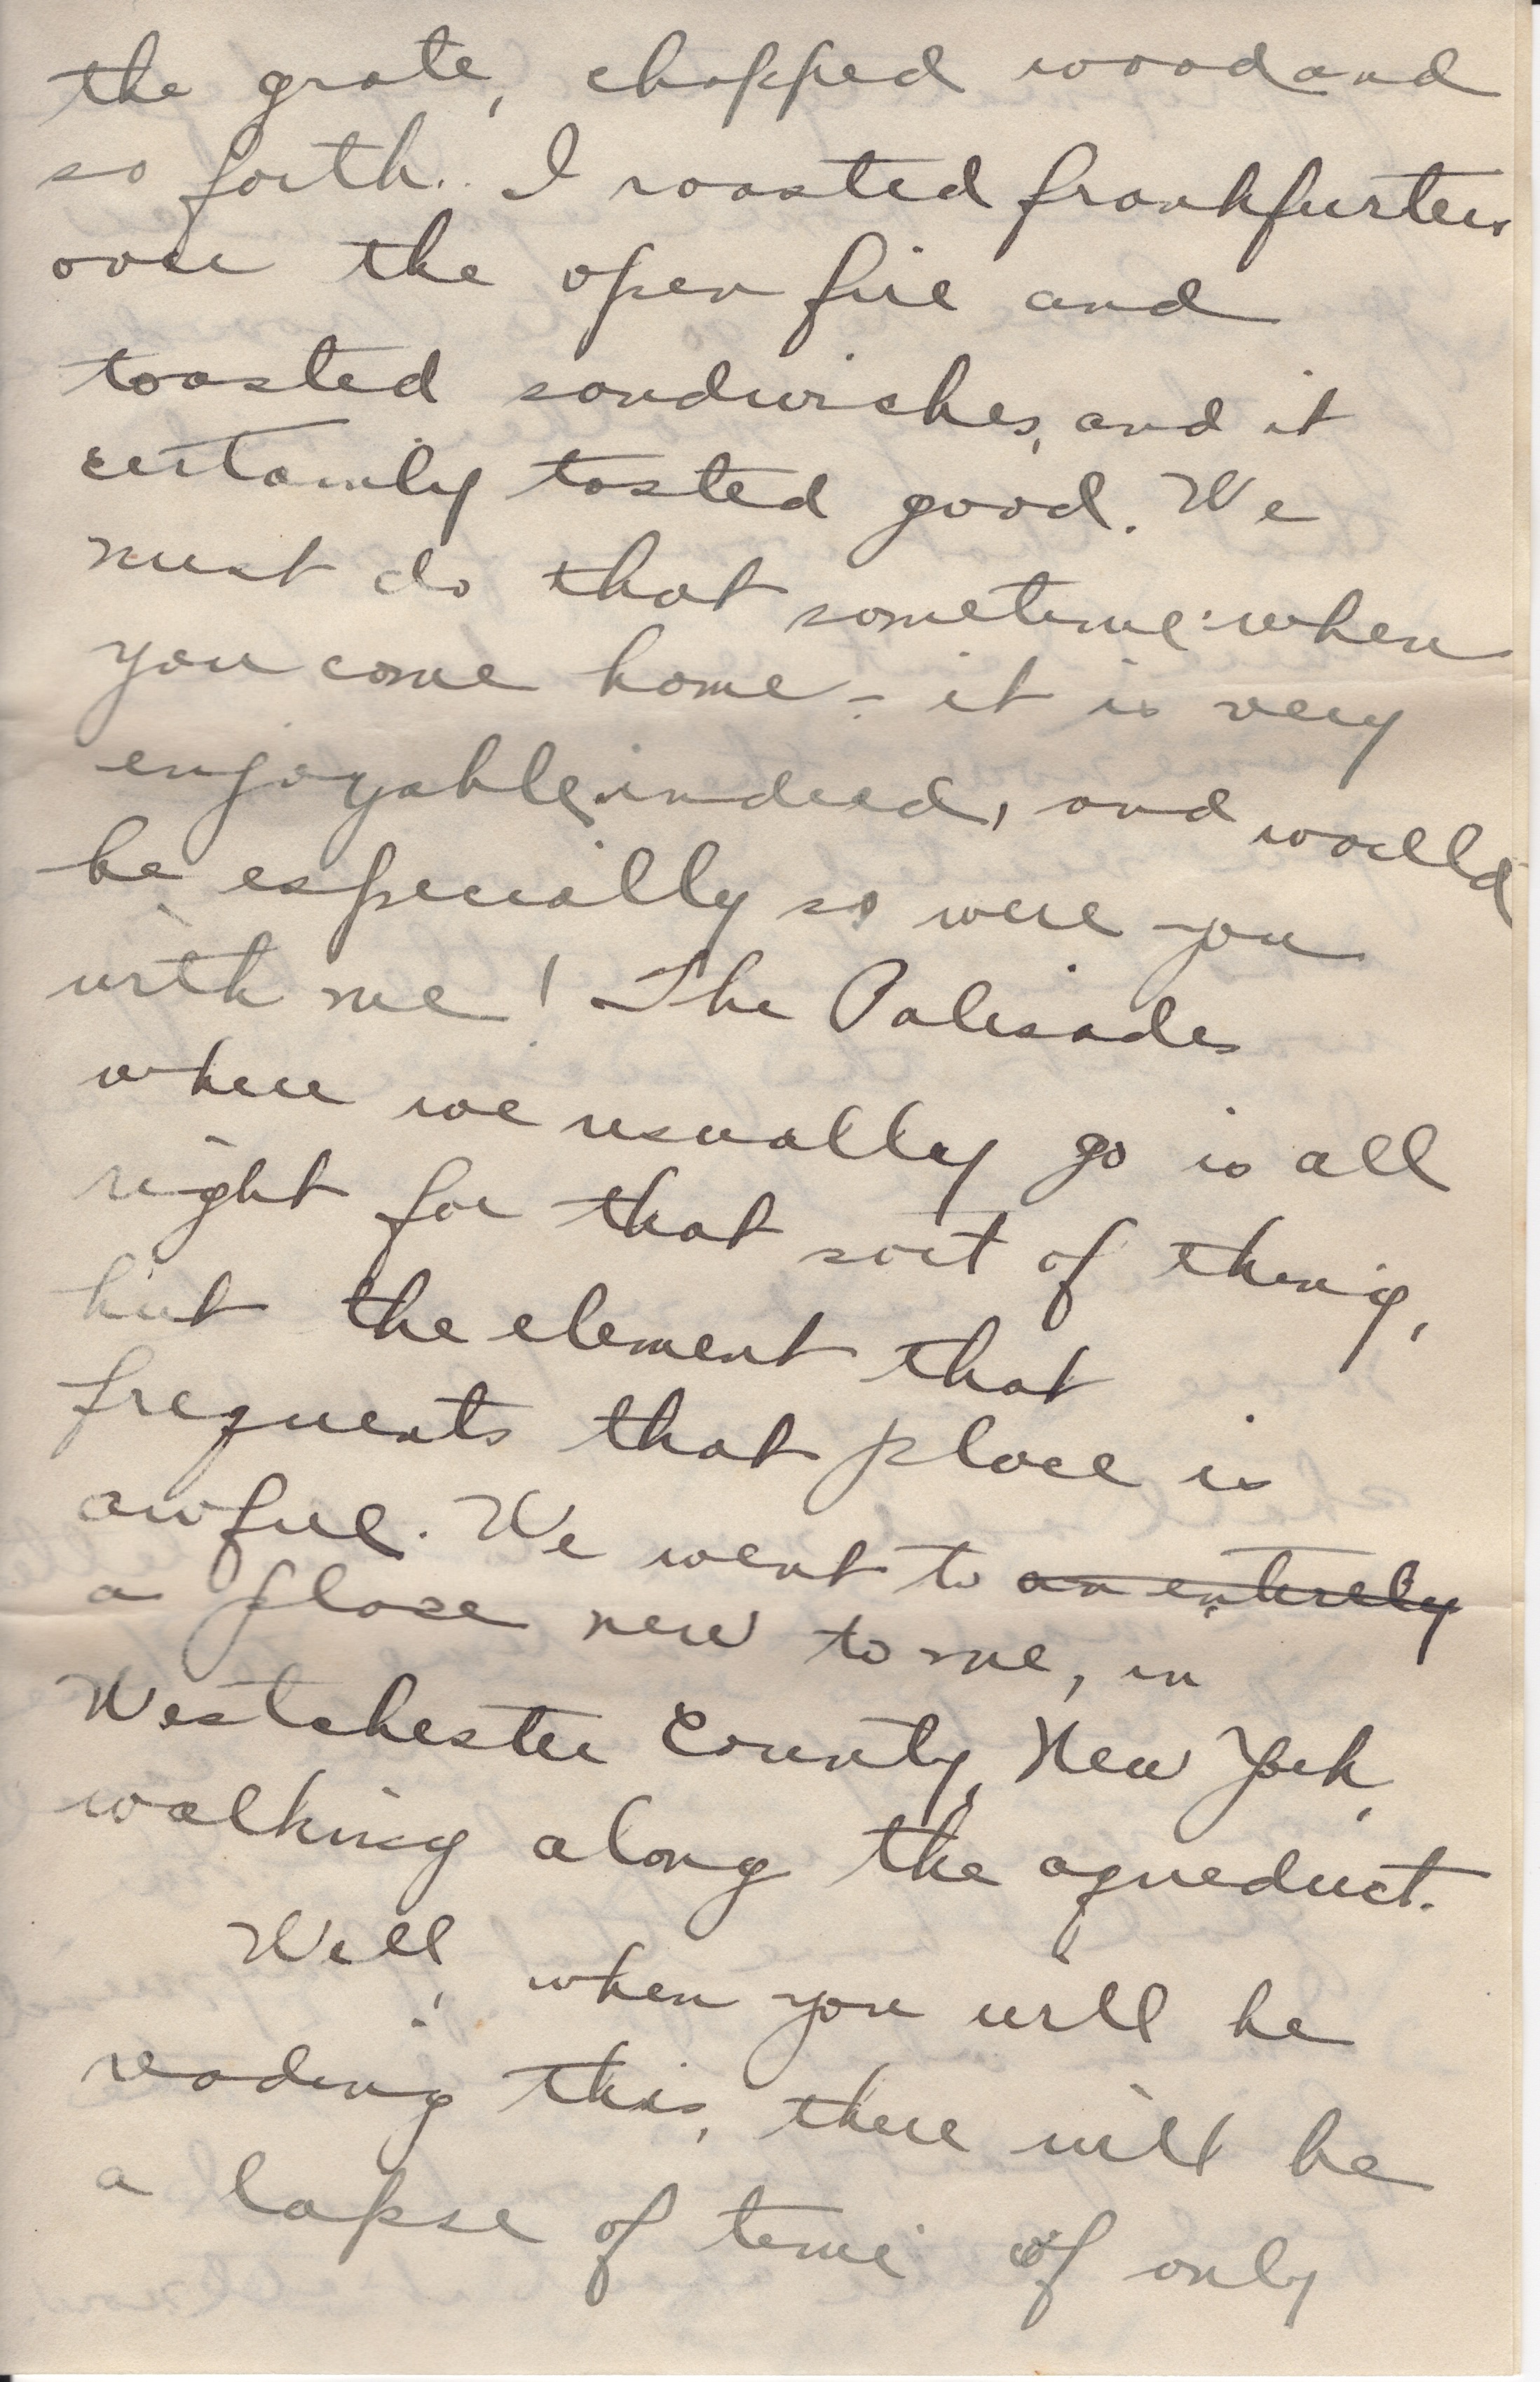 the grate, chopped wood and
so forth.. I roasted frankfurters
over the open fire and
toasted sandwiches, and it
certainly tasted good. We
must do that sometime when
you come home - it is very
enjoyable indeed, and would
be especially so were you
with me! The Palisades
where we usually go is all
right for that sort of thing,
but the element that
frequents that place is
awful. We went to an entirely
a place new to me, in
Westchester County, New York,
walking along the aqueduct.
Well, when you will be
reading this, there will be
a lapse of time of only